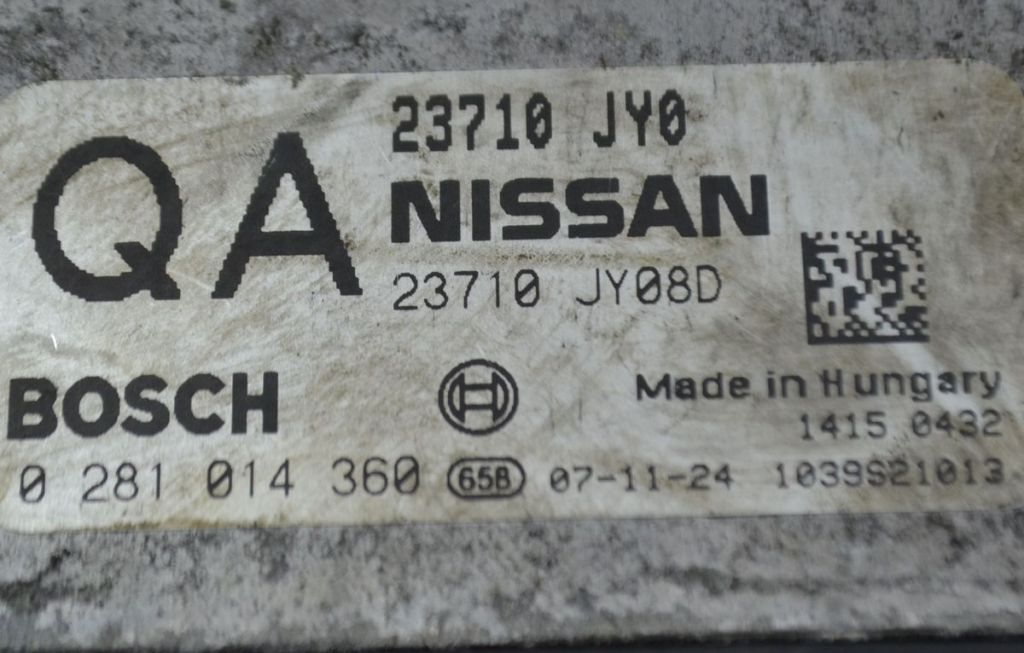 23710 JY0
QA
NISSAN
23710 JY08D
BOSCH
Made in Hungary
1415 0432
0 281 014 360 65B 07-11-24 1039S21013